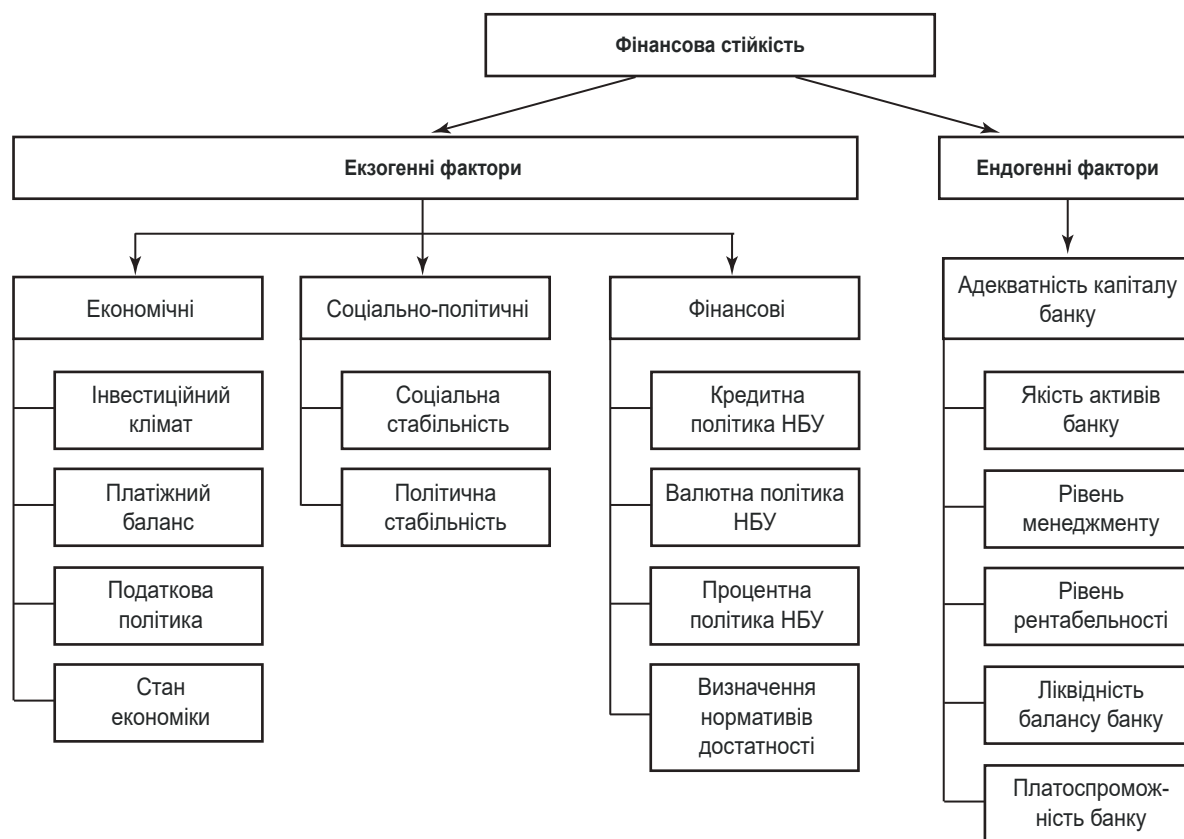 Фінансова стійкість
Екзогенні фактори
Ендогенні фактори
Економічні
Соціально-політичні
Фінансові
Адекватність капіталу
банку
Інвестиційний
клімат
Платіжний
баланс
Податкова
політика
Стан
економіки
Соціальна
стабільність
Політична
стабільність
Кредитна
політика НБУ
Валютна політика
НБУ
Процентна
політика НБУ
Визначення
нормативів
достатності
Якість активів
банку
Рівень
менеджменту
Рівень
рентабельності
Ліквідність
балансу банку
Платоспромож-
ність банку